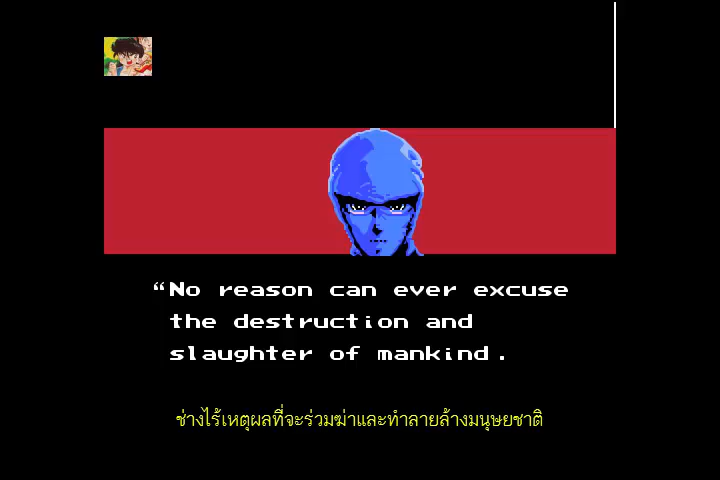 “No reason can ever excuse
the destruction and
slaughter of mankind.
ช่างไร้เหตุผลที่จะร่วมฆ่าและทำลายล้างมนุษยชาติ